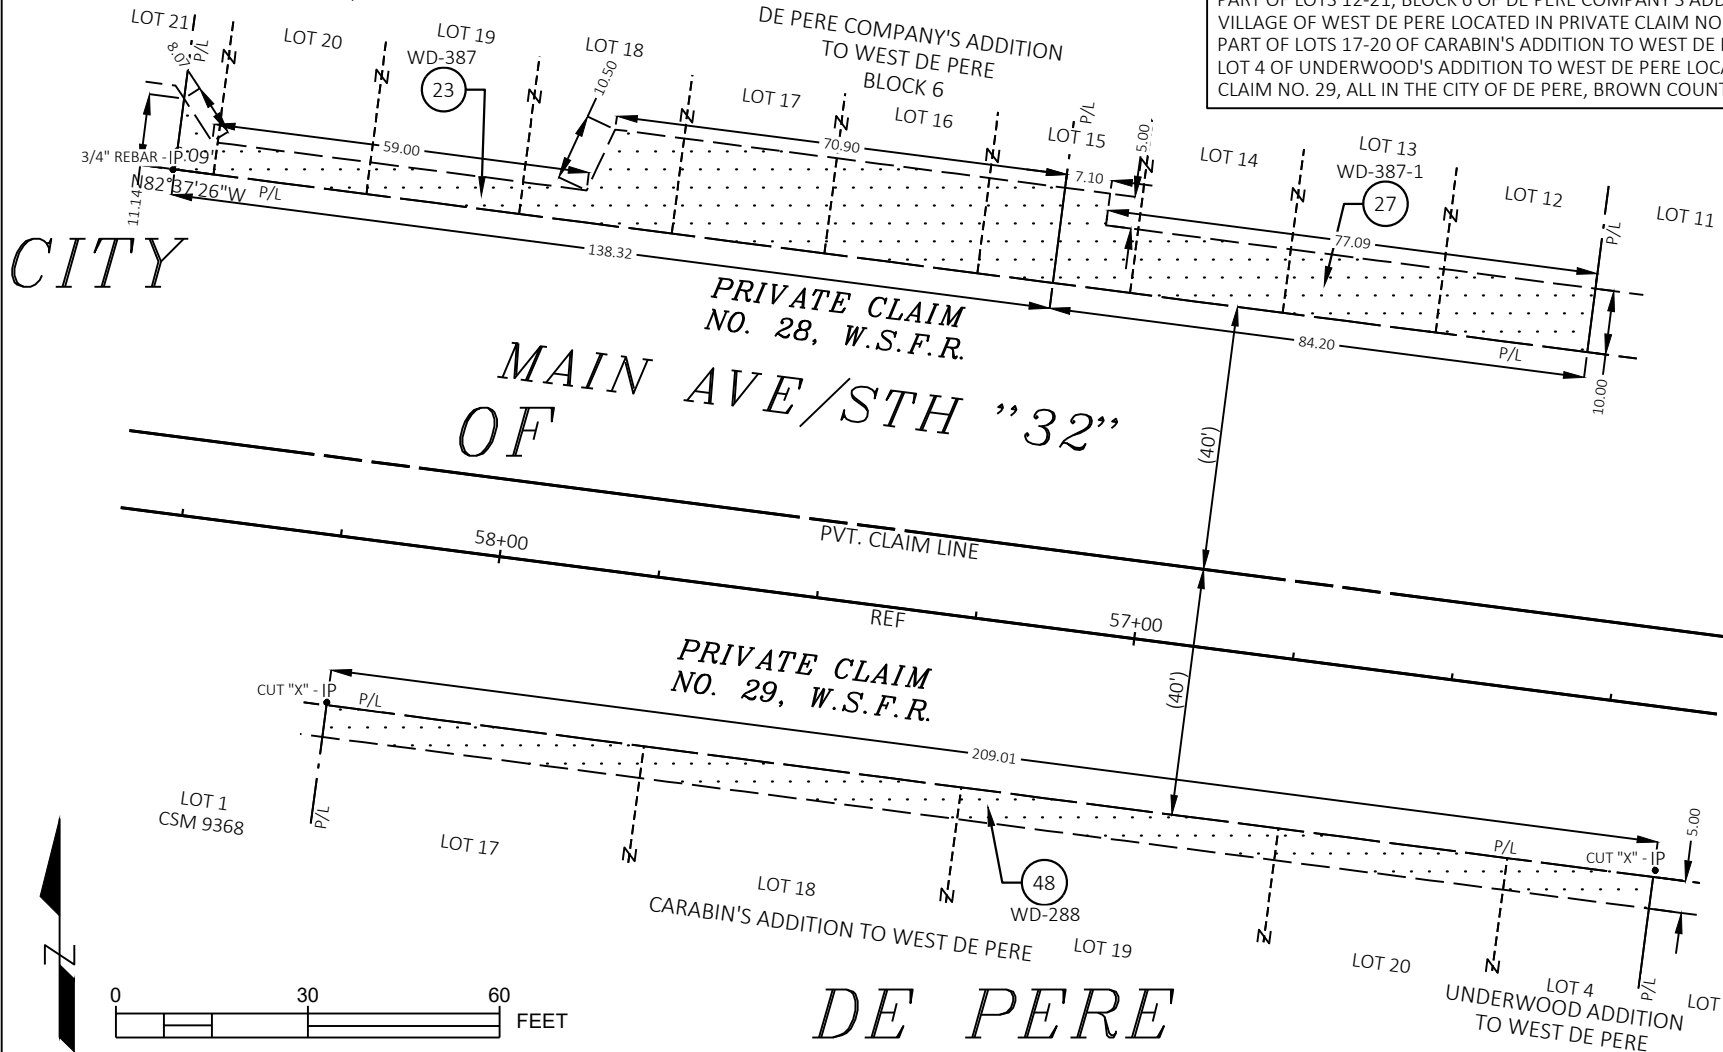 PART OF LOTS 12-21, BLOCK 6 OF DE PERE COMPANY'S ADD
VILLAGE OF WEST DE PERE LOCATED IN PRIVATE CLAIM NO.
PART OF LOTS 17-20 OF CARABIN'S ADDITION TO WEST DE
LOT 4 OF UNDERWOOD'S ADDITION TO WEST DE PERE LOCA
CLAIM NO. 29, ALL IN THE CITY OF DE PERE, BROWN COUNT
DE PERE COMPANY'S ADDITION
TO WEST DE PERE
BLOCK 6
LOT 21
P/L
8.07
LOT 20
LOT 19
WD-387
23
LOT 18
10.50
LOT 17
LOT 16
LOT 15
P/L
5.00
LOT 14
LOT 13
WD-387-1
27
LOT 12
P/L
LOT 11
59.00
70.90
7.10
77.09
3/4" REBAR - IP
.09'
N82°37'26"W
P/L
11.14
138.32
84.20
P/L
10.00
CITY
PRIVATE CLAIM
NO. 28, W.S.F.R.
MAIN AVE/STH "32"
OF
(40')
PVT. CLAIM LINE
58+00
REF
57+00
(40')
PRIVATE CLAIM
NO. 29, W.S.F.R.
CUT "X" - IP
P/L
209.01
P/L
CUT "X" - IP
5.00
LOT 1
CSM 9368
P/L
LOT 17
LOT 18
48
WD-288
CARABIN'S ADDITION TO WEST DE PERE
LOT 19
LOT 20
LOT 4
UNDERWOOD ADDITION
TO WEST DE PERE
P/L
LOT
N
0 30 60
FEET
DE PERE